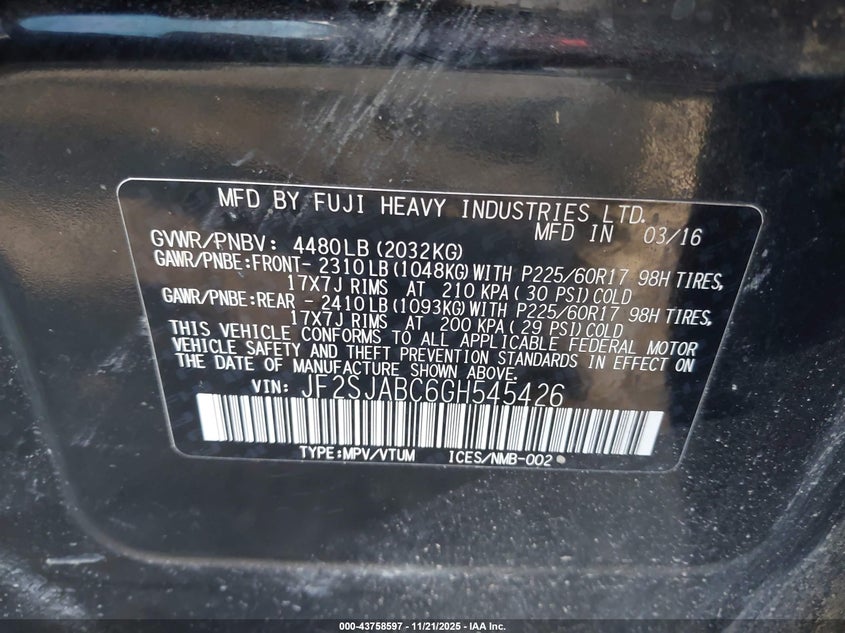 MFD BY FUJI HEAVY INDUSTRIES LTD.
MFD IN 03/16
GVWR/PNBV: 4480LB(2032KG)
GAWR/PNBE:FRONT- 2310LB(1048KG)WITH P225/60R17 98H TIRES,
17X7J RIMS AT 210 KPA(30 PSI)COLD
GAWR/PNBE:REAR - 2410LB(1093KG)WITH P225/60R17 98H TIRES,
17X7J RIMS AT 200 KPA(29 PSI)COLD
THIS VEHICLE CONFORMS TO ALL APPLICABLE FEDERAL MOTOR
VEHICLE SAFETY AND THEFT PREVENTION STANDARDS IN EFFECT ON
THE DATE OF MANUFACTURE SHOWN ABOVE.
VIN: JF2SJABC6GH545426
TYPE:MPV/VTUM ICES/NMB-002
000-43758597 - 11/21/2025 - IAA Inc.